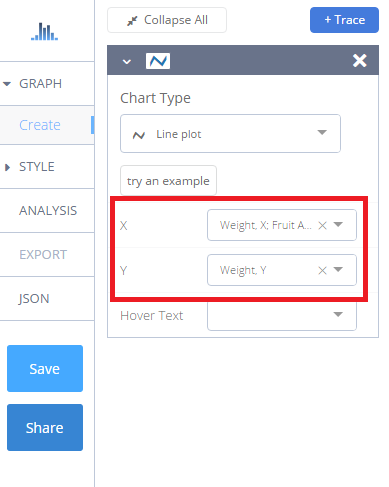 Collapse All
+ Trace
GRAPH
Create
STYLE
ANALYSIS
EXPORT
JSON
Save
Share
Chart Type
Line plot
try an example
X
Weight, X; Fruit A...
Y
Weight, Y
Hover Text